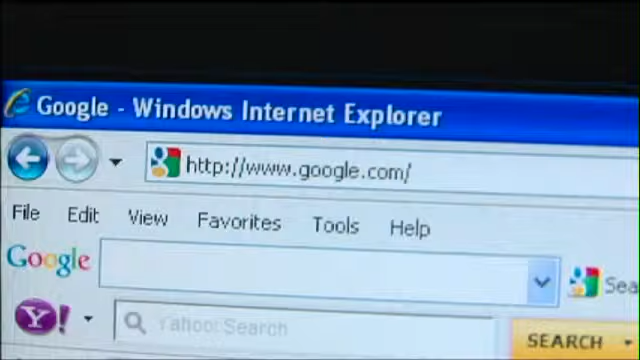 Google - Windows Internet Explorer
http://www.google.com/
File Edit View Favorites Tools Help
Google
Y! Yahoo! Search SEARCH